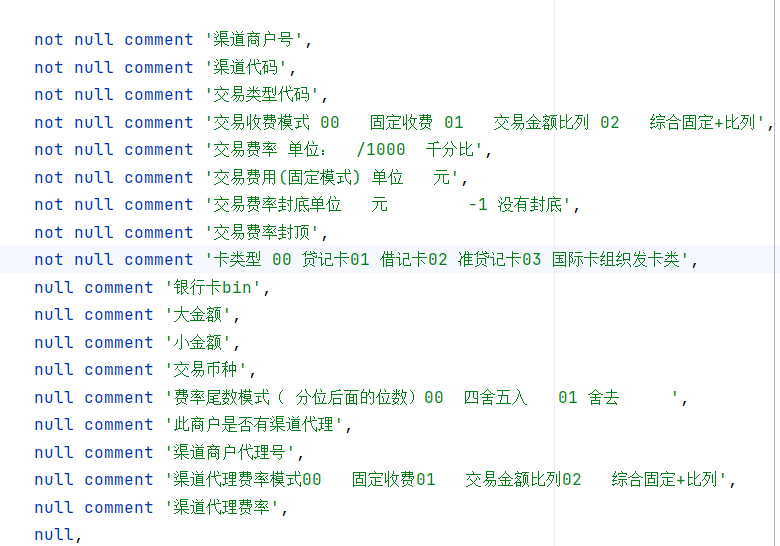 not null comment '渠道商户号',
not null comment '渠道代码',
not null comment '交易类型代码',
not null comment '交易收费模式 00   固定收费 01   交易金额比列 02   综合固定+比列',
not null comment '交易费率 单位：  /1000  千分比',
not null comment '交易费用(固定模式) 单位   元',
not null comment '交易费率封底单位   元        -1 没有封底',
not null comment '交易费率封顶',
not null comment '卡类型 00 贷记卡01 借记卡02 准贷记卡03 国际卡组织发卡类',
null comment '银行卡bin',
null comment '大金额',
null comment '小金额',
null comment '交易币种',
null comment '费率尾数模式（ 分位后面的位数）00  四舍五入   01 舍去     ',
null comment '此商户是否有渠道代理',
null comment '渠道商户代理号',
null comment '渠道代理费率模式00   固定收费01   交易金额比列02   综合固定+比列',
null comment '渠道代理费率',
null,